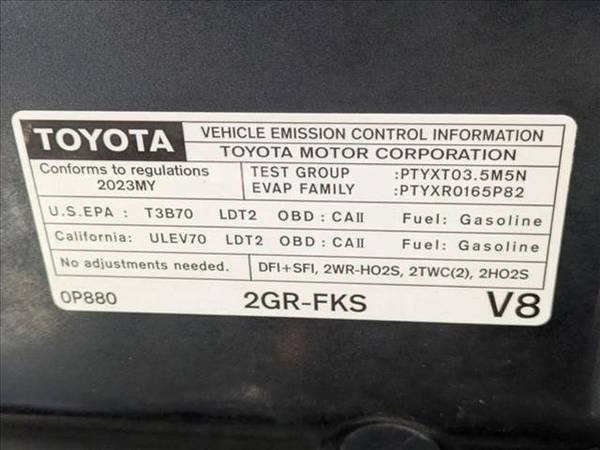 TOYOTA
VEHICLE EMISSION CONTROL INFORMATION
TOYOTA MOTOR CORPORATION
Conforms to regulations
2023MY
TEST GROUP :PTYXT03.5M5N
EVAP FAMILY :PTYXR0165P82
U.S.EPA : T3B70 LDT2 OBD : CAII Fuel: Gasoline
California: ULEV70 LDT2 OBD : CAII Fuel: Gasoline
No adjustments needed. DFI+SFI, 2WR-HO2S, 2TWC(2), 2HO2S
0P880 2GR-FKS V8